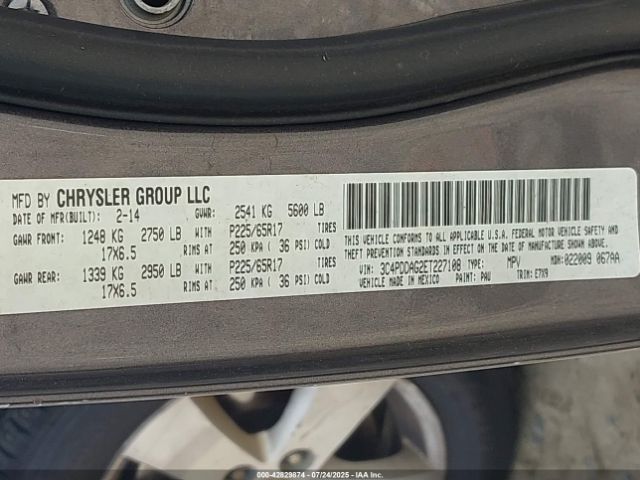 MFD BY CHRYSLER GROUP LLC
DATE OF MFR(BUILT): 2-14 GVWR: 2541 KG 5600 LB
GAWR FRONT: 1248 KG 2750 LB WITH P225/65R17 TIRES
17X6.5 RIMS AT 250 KPA ( 36 PSI) COLD
GAWR REAR: 1339 KG 2950 LB WITH P225/65R17 TIRES
17X6.5 RIMS AT 250 KPA ( 36 PSI) COLD
THIS VEHICLE CONFORMS TO ALL APPLICABLE U.S.A. FEDERAL MOTOR VEHICLE SAFETY AND
THEFT PREVENTION STANDARDS IN EFFECT ON THE DATE OF MANUFACTURE SHOWN ABOVE.
VIN: 3C4PDDAG2ET227108 TYPE: MPV MDH: 022009 067AA
VEHICLE MADE IN MEXICO PAINT: PAU TRIM: E7X9
000-42829874 | 07/24/2025 | IAAI.com